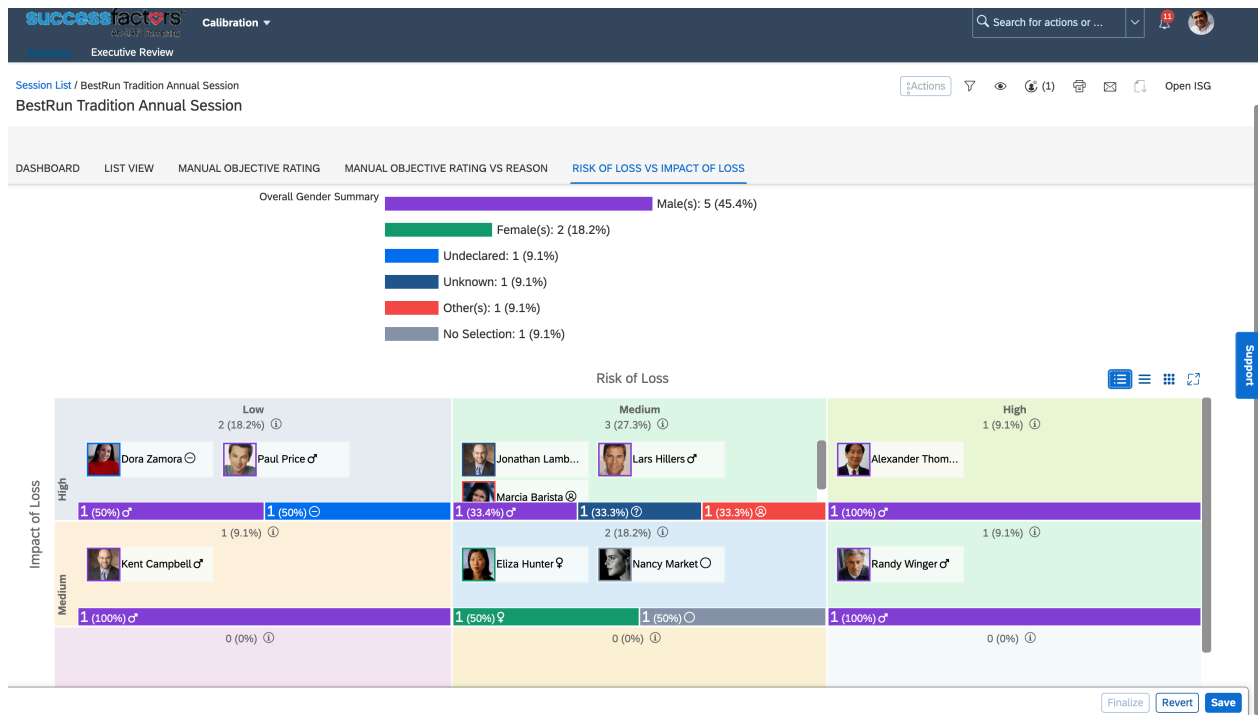 successfactors
An SAP Company
Calibration
Search for actions or ...
11
Executive Review
Session List / BestRun Tradition Annual Session
Actions
(1)
Open ISG
BestRun Tradition Annual Session
DASHBOARD
LIST VIEW
MANUAL OBJECTIVE RATING
MANUAL OBJECTIVE RATING VS REASON
RISK OF LOSS VS IMPACT OF LOSS
Overall Gender Summary
Male(s): 5 (45.4%)
Female(s): 2 (18.2%)
Undeclared: 1 (9.1%)
Unknown: 1 (9.1%)
Other(s): 1 (9.1%)
No Selection: 1 (9.1%)
Support
Risk of Loss
Impact of Loss
Low
2 (18.2%)
Medium
3 (27.3%)
High
1 (9.1%)
High
Dora Zamora
Paul Price ♂
Jonathan Lamb...
Lars Hillers ♂
Marcia Barista
Alexander Thom...
1 (50%) ♂
1 (50%)
1 (33.4%) ♂
1 (33.3%)
1 (33.3%)
1 (100%) ♂
1 (9.1%)
2 (18.2%)
1 (9.1%)
Medium
Kent Campbell ♂
Eliza Hunter ♀
Nancy Market
Randy Winger ♂
1 (100%) ♂
1 (50%) ♀
1 (50%)
1 (100%) ♂
0 (0%)
0 (0%)
0 (0%)
Finalize
Revert
Save